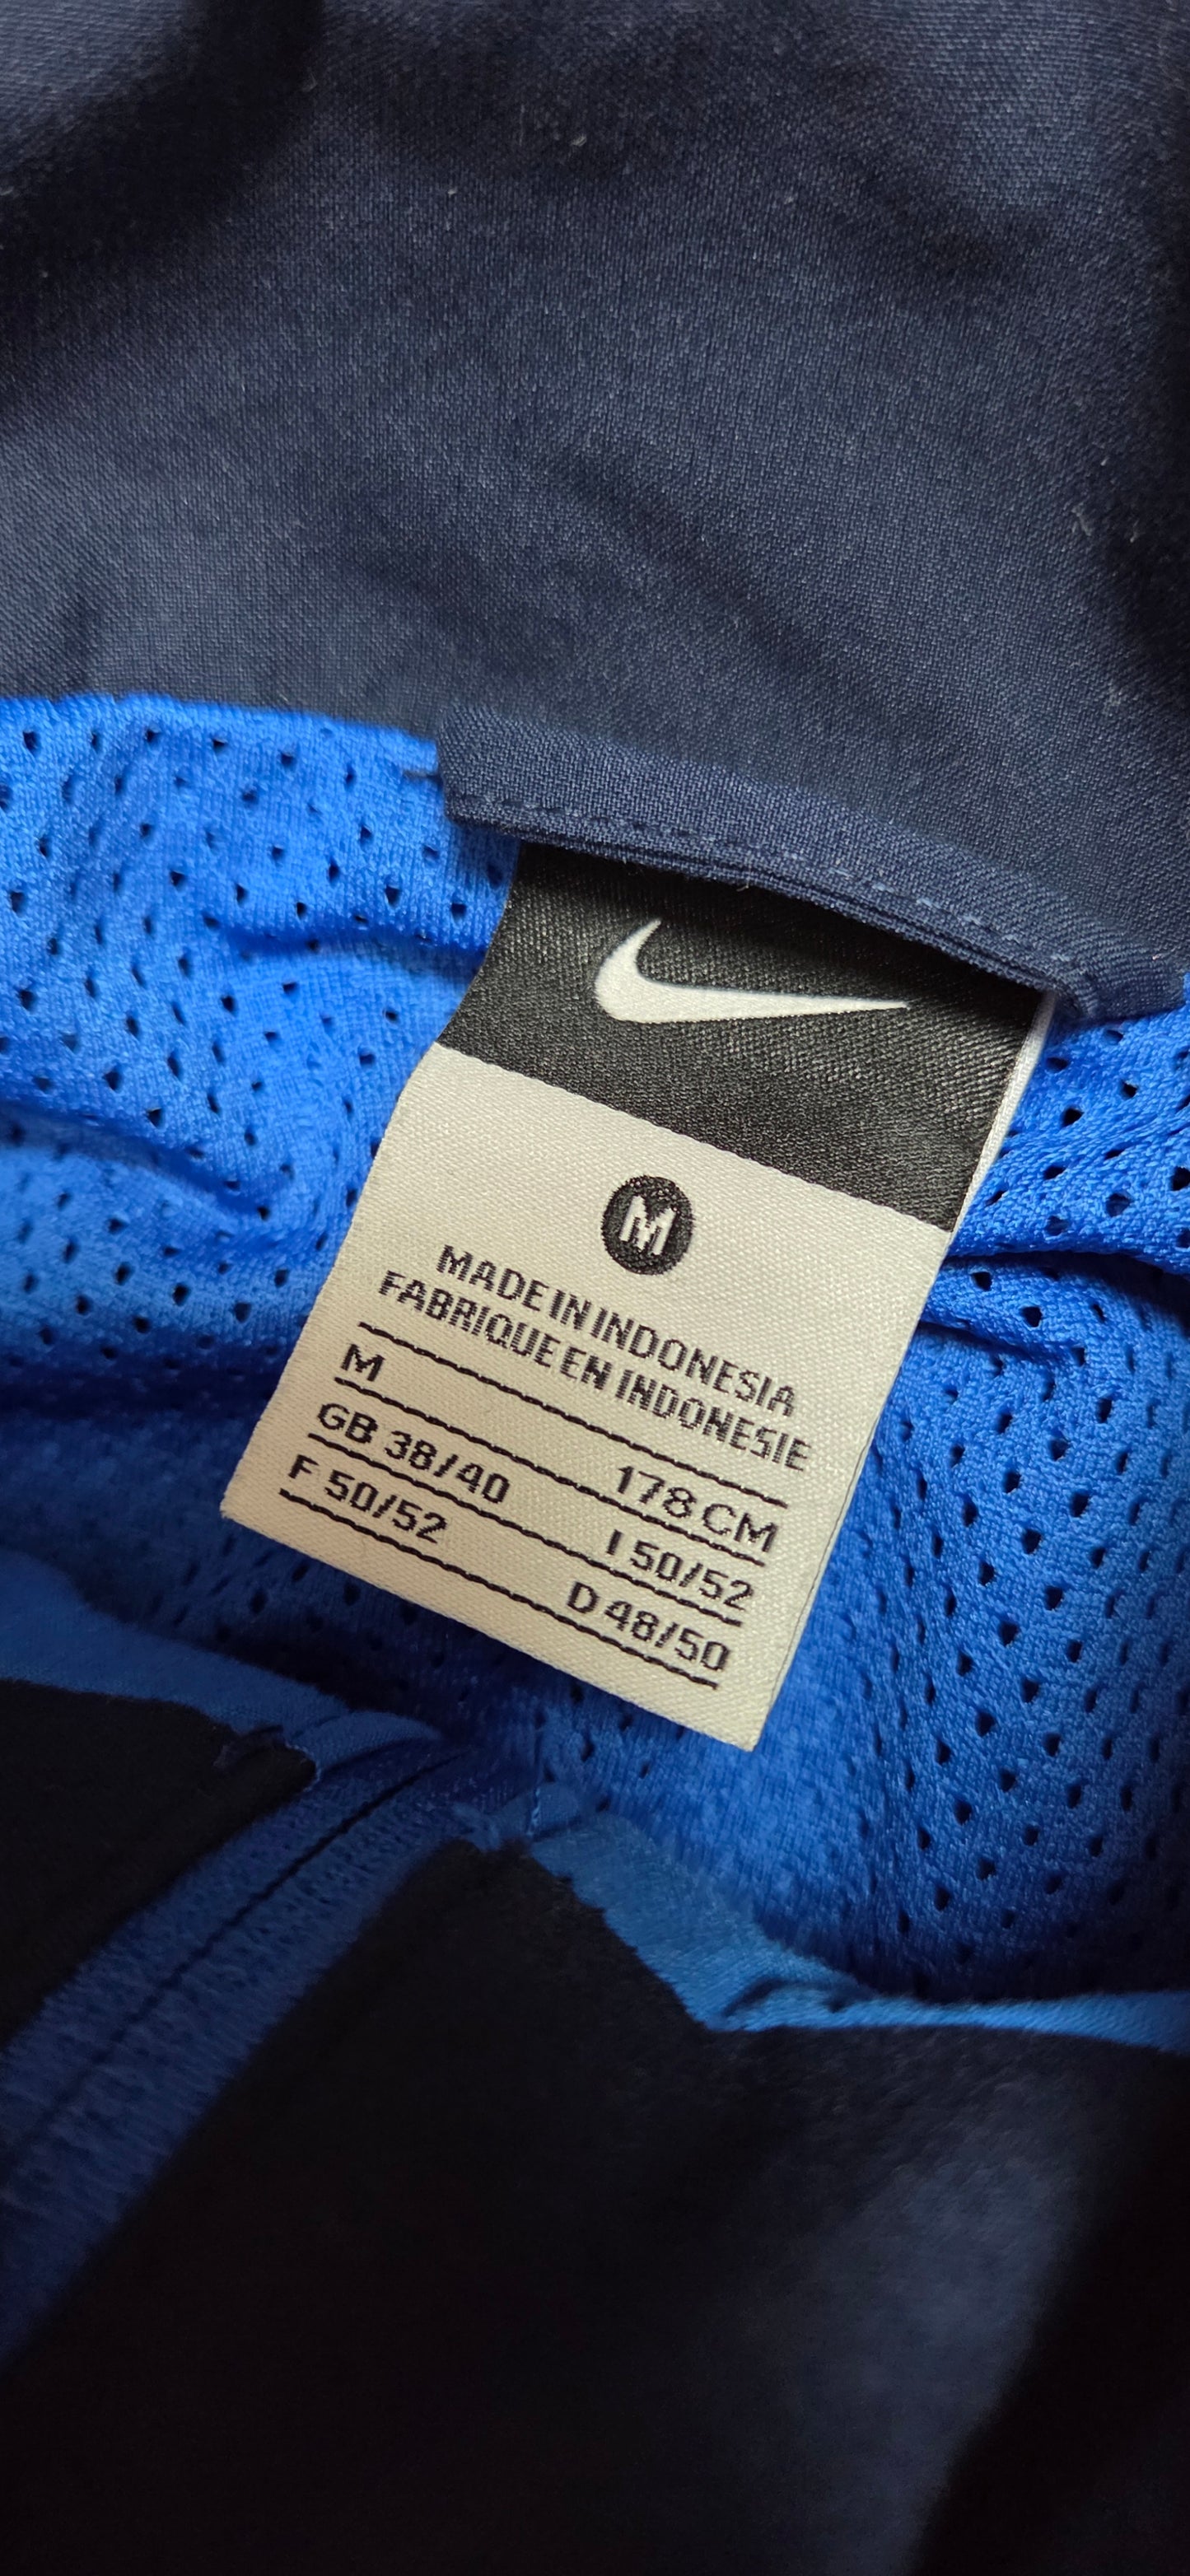 M
MADE IN INDONESIA
FABRIQUE EN INDONESIE
M 178 CM
GB 38/40 I 50/52
F 50/52 D 48/50